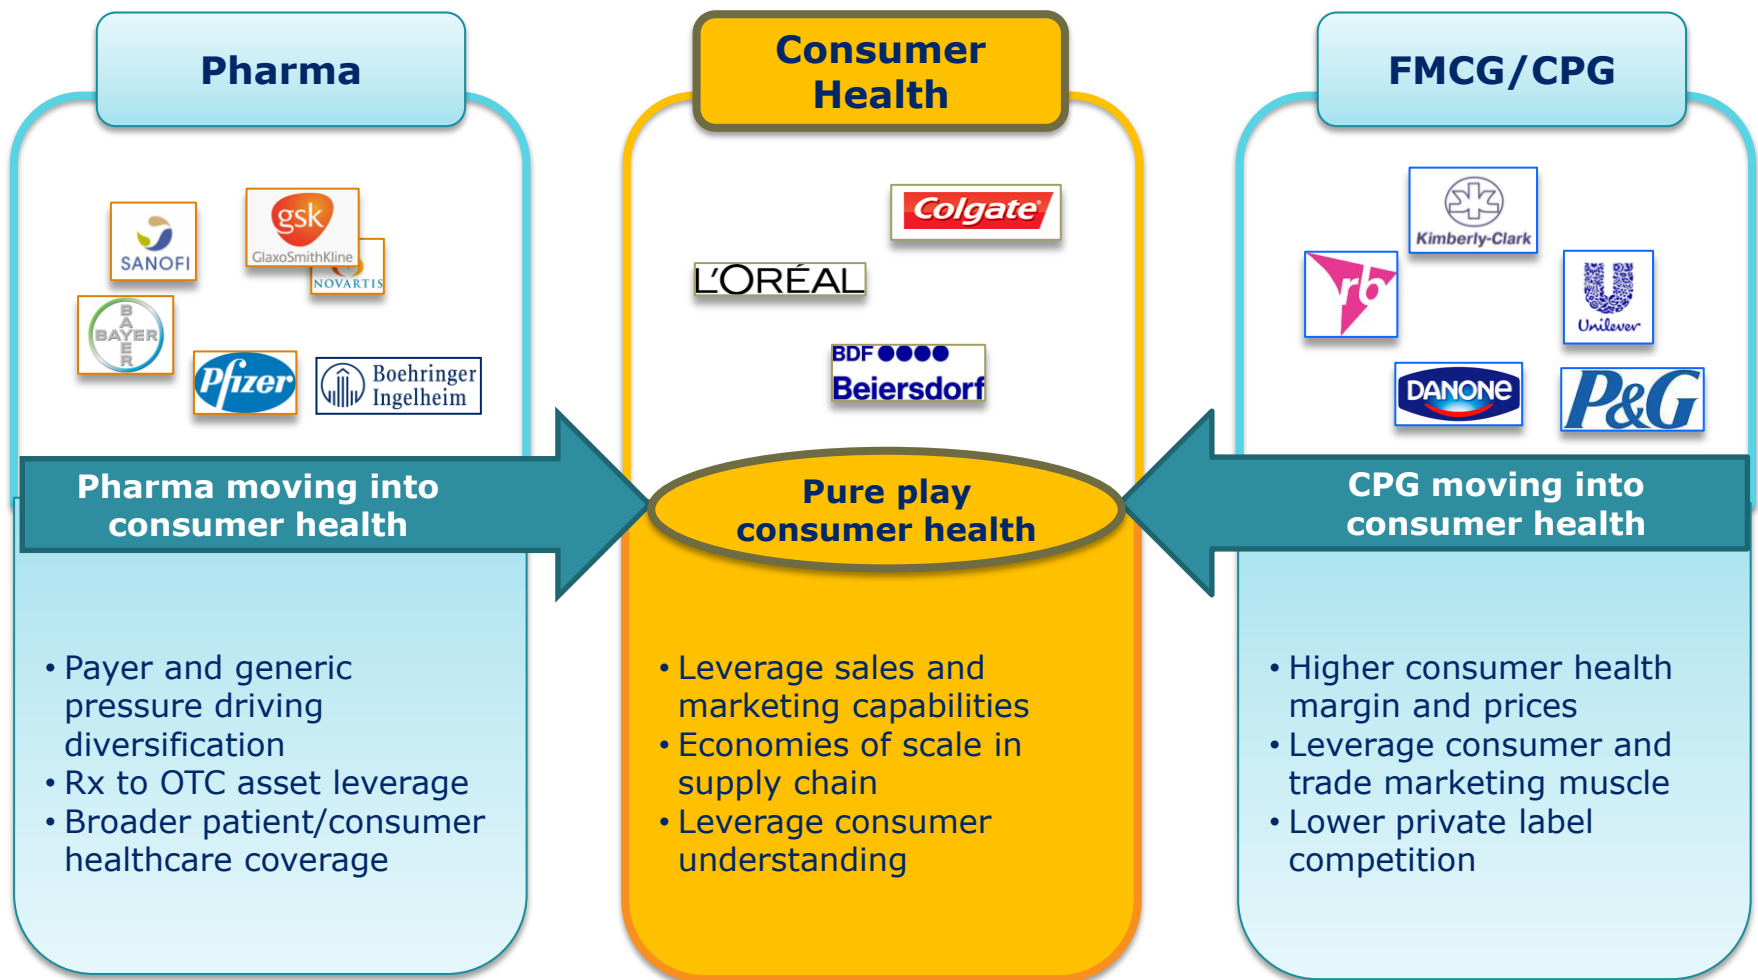 Pharma
Consumer
Health
FMCG/CPG
SANOFI
gsk
GlaxoSmithKline
NOVARTIS
BAYER
BAYER
Pfizer
Boehringer
Ingelheim
Colgate
L'ORÉAL
BDF
Beiersdorf
Kimberly-Clark
rb
Unilever
DANONE
P&G
Pharma moving into
consumer health
Pure play
consumer health
CPG moving into
consumer health
• Payer and generic
pressure driving
diversification
• Rx to OTC asset leverage
• Broader patient/consumer
healthcare coverage
• Leverage sales and
marketing capabilities
• Economies of scale in
supply chain
• Leverage consumer
understanding
• Higher consumer health
margin and prices
• Leverage consumer and
trade marketing muscle
• Lower private label
competition